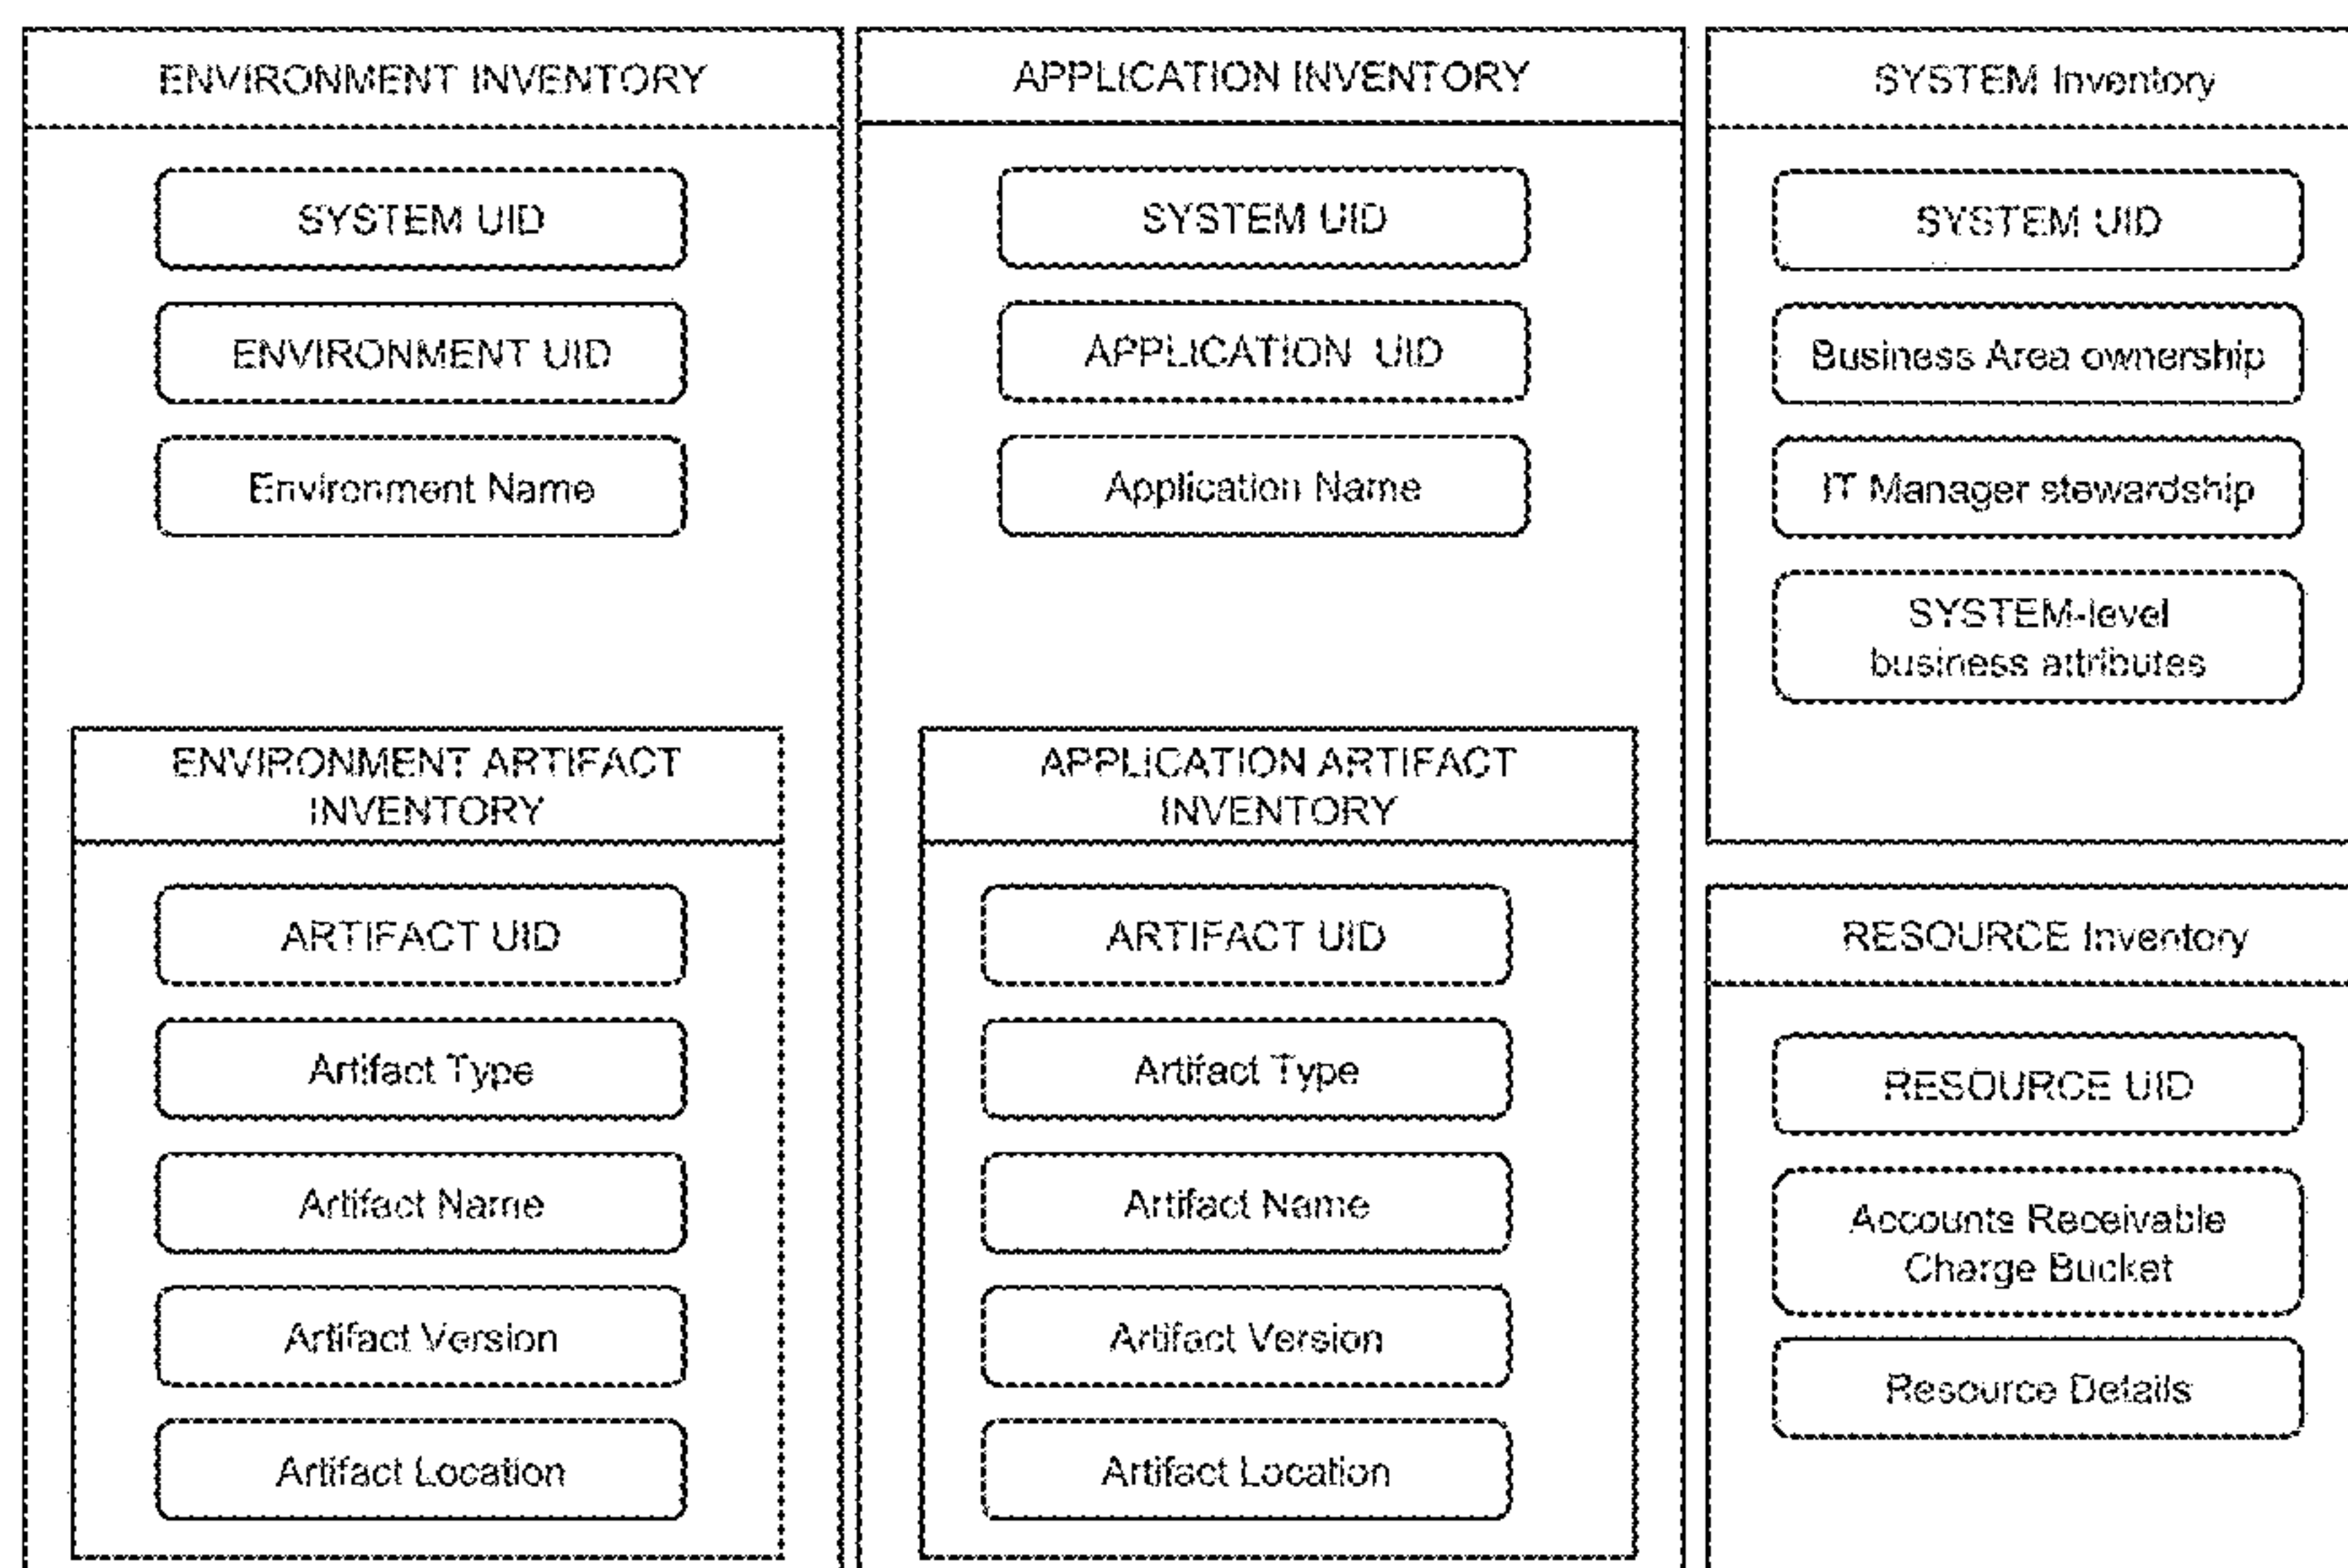 ENVIRONMENT INVENTORY
SYSTEM UID
ENVIRONMENT UID
Environment Name
ENVIRONMENT ARTIFACT
INVENTORY
ARTIFACT UID
Artifact Type
Artifact Name
Artifact Version
Artifact Location
APPLICATION INVENTORY
SYSTEM UID
APPLICATION UID
Application Name
APPLICATION ARTIFACT
INVENTORY
ARTIFACT UID
Artifact Type
Artifact Name
Artifact Version
Artifact Location
SYSTEM Inventory
SYSTEM UID
Business Area ownership
IT Manager stewardship
SYSTEM-level
business attributes
RESOURCE Inventory
RESOURCE UID
Accounts Receivable
Charge Bucket
Resource Details